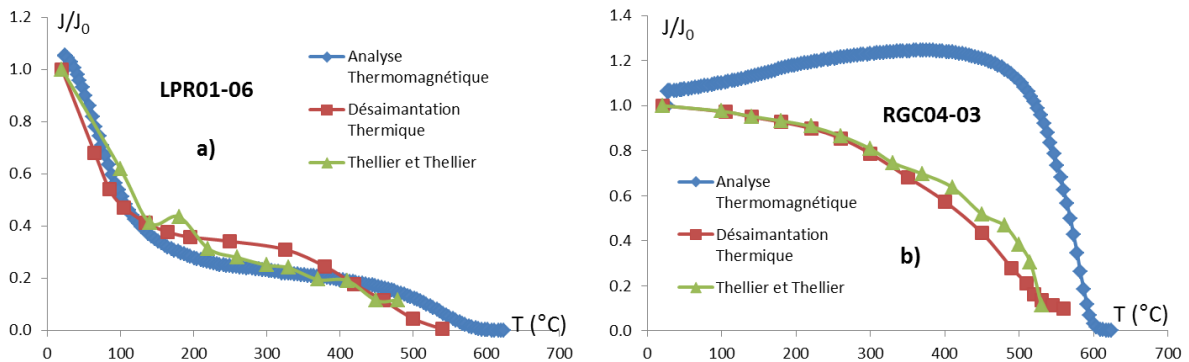 J/J0
1.2
1.0
0.8
0.6
0.4
0.2
0.0
0
100
200
300
400
500
600
700
T (°C)
LPR01-06
a)
Analyse
Thermomagnétique
Désaimantation
Thermique
Thellier et Thellier
J/J0
1.4
1.2
1.0
0.8
0.6
0.4
0.2
0.0
0
100
200
300
400
500
600
700
T (°C)
RGC04-03
b)
Analyse
Thermomagnétique
Désaimantation
Thermique
Thellier et Thellier